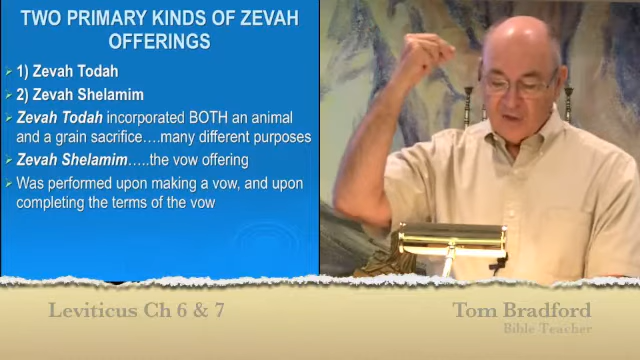 TWO PRIMARY KINDS OF ZEVAH
OFFERINGS
1) Zevah Todah
2) Zevah Shelamim
Zevah Todah incorporated BOTH an animal
and a grain sacrifice….many different purposes
Zevah Shelamim…..the vow offering
Was performed upon making a vow, and upon
completing the terms of the vow
Leviticus Ch 6 & 7
Tom Bradford
Bible Teacher